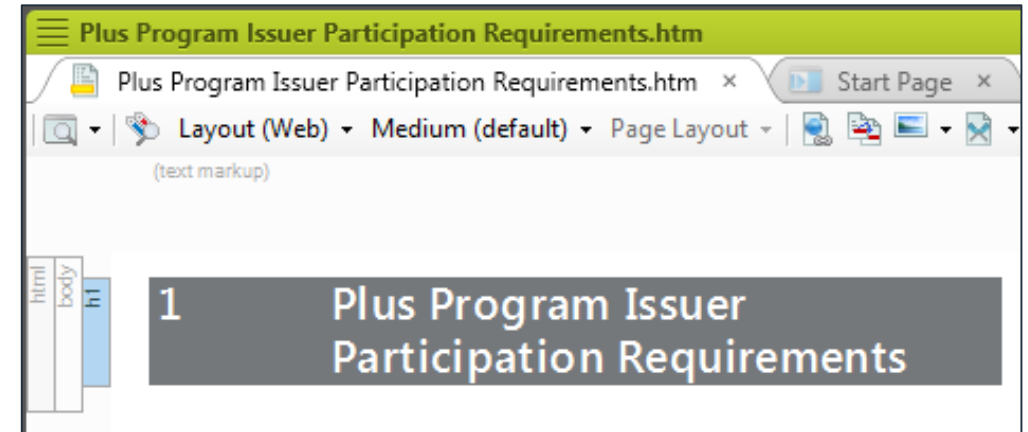 Plus Program Issuer Participation Requirements.htm
Plus Program Issuer Participation Requirements.htm × Start Page ×
Layout (Web) Medium (default) Page Layout
(text markup)
html body h1
1 Plus Program Issuer
Participation Requirements